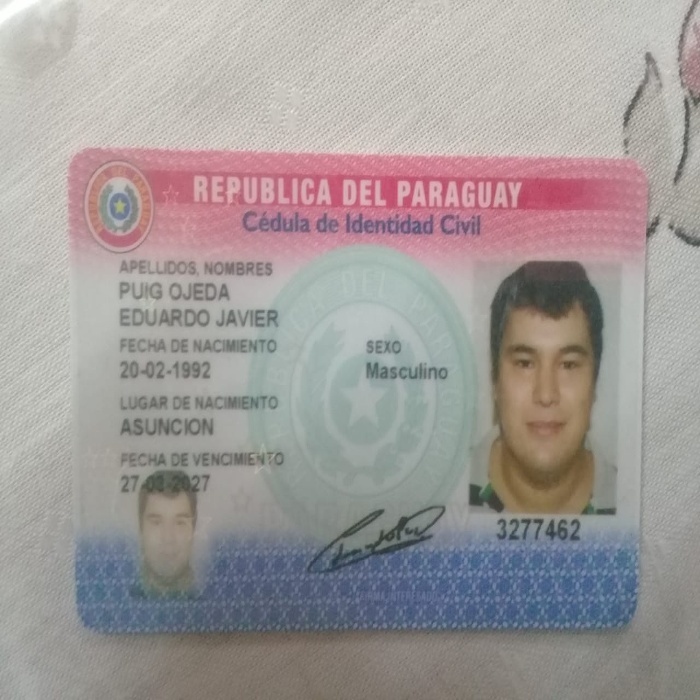 REPUBLICA DEL PARAGUAY
Cédula de Identidad Civil
APELLIDOS, NOMBRES
PUIG OJEDA
EDUARDO JAVIER
FECHA DE NACIMIENTO
20-02-1992
SEXO
Masculino
LUGAR DE NACIMIENTO
ASUNCION
FECHA DE VENCIMIENTO
27-03-2027
3277462